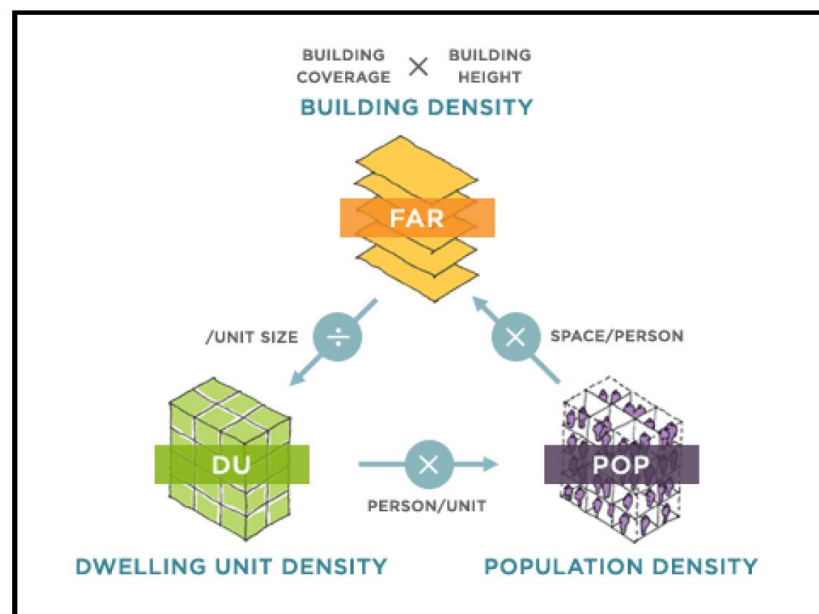 BUILDING COVERAGE × BUILDING HEIGHT
BUILDING DENSITY
FAR
/UNIT SIZE
÷
×
SPACE/PERSON
DU
×
POP
PERSON/UNIT
DWELLING UNIT DENSITY
POPULATION DENSITY